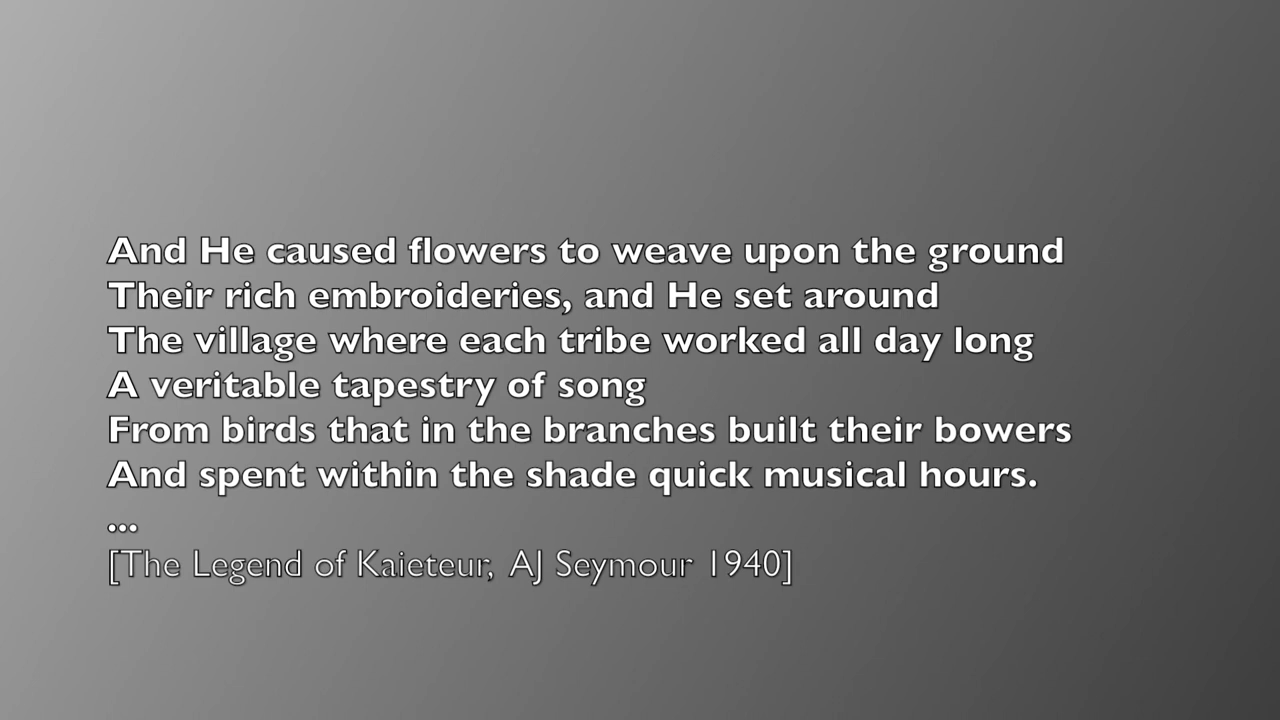 And He caused flowers to weave upon the ground
Their rich embroideries, and He set around
The village where each tribe worked all day long
A veritable tapestry of song
From birds that in the branches built their bowers
And spent within the shade quick musical hours.
...
[The Legend of Kaieteur, AJ Seymour 1940]